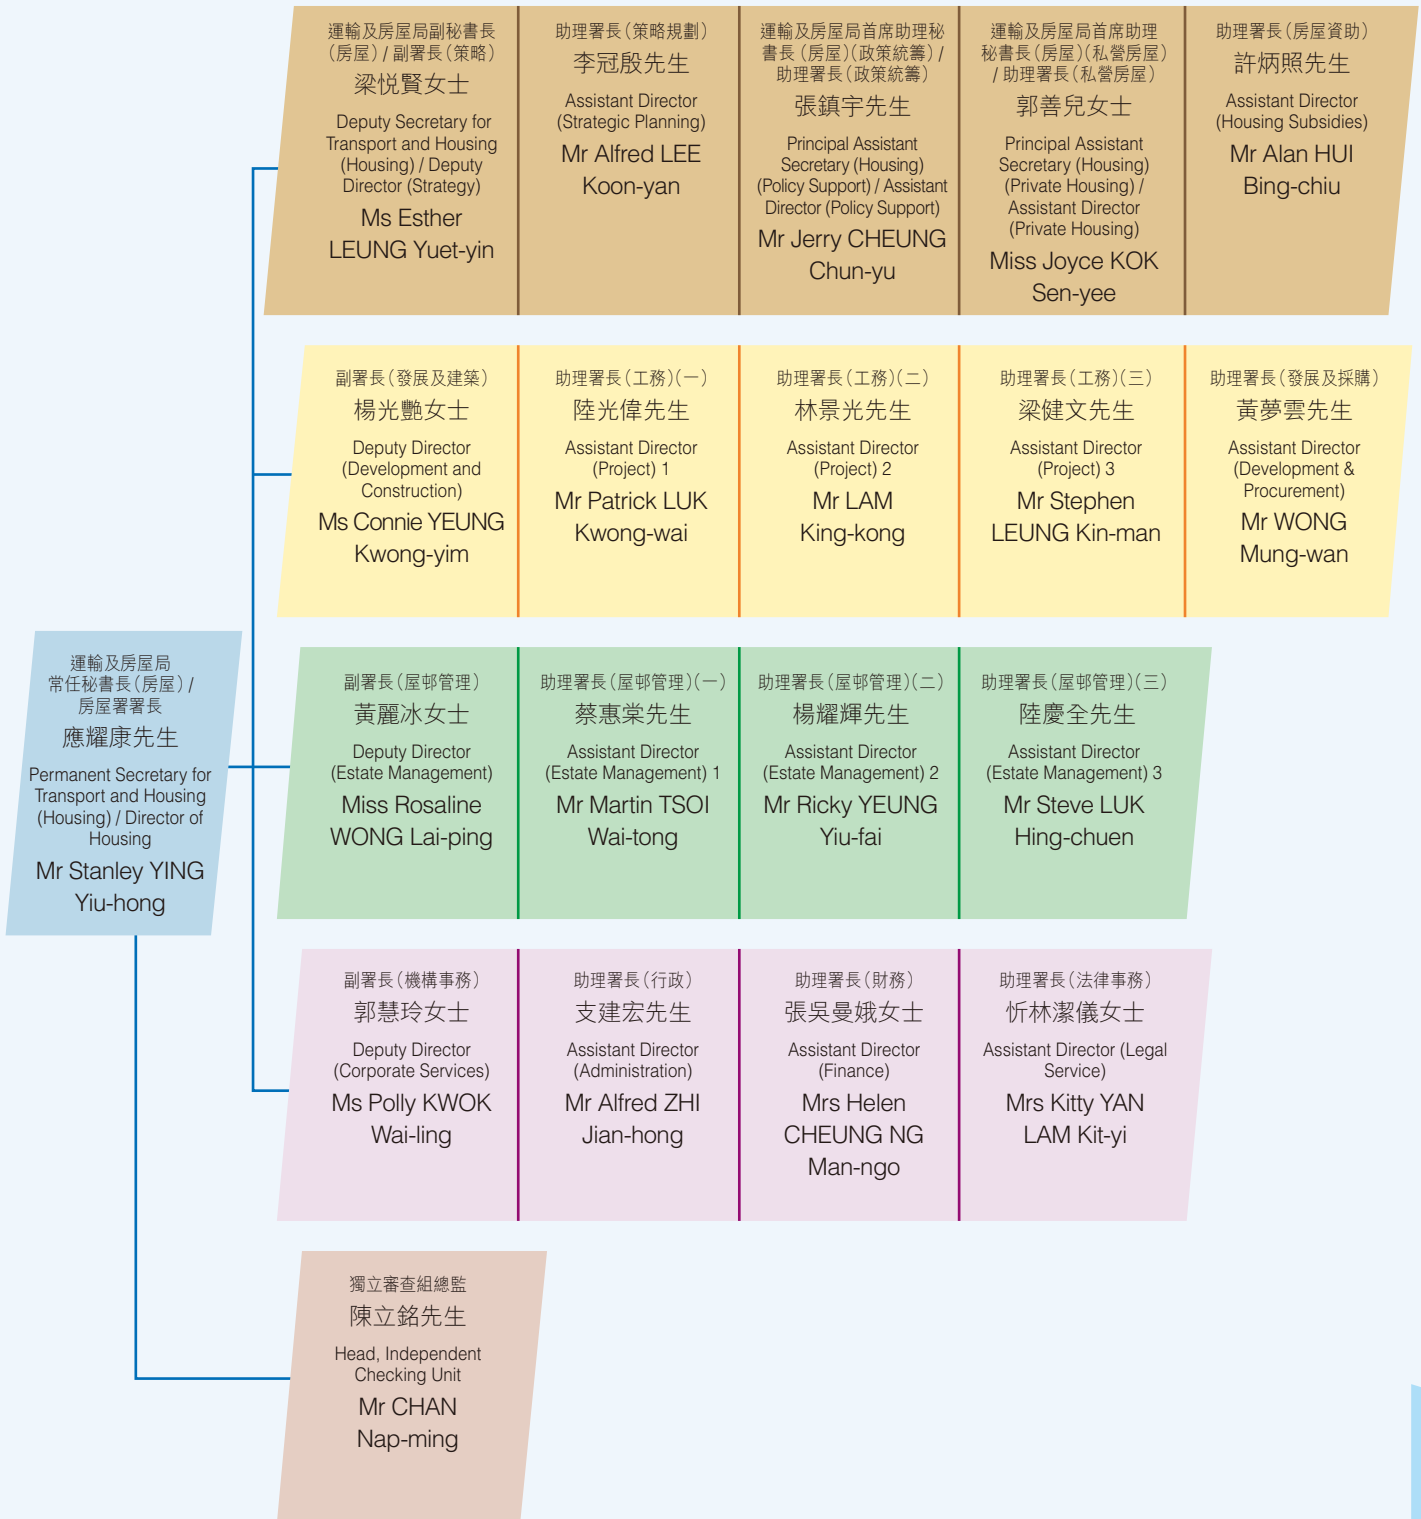 運輸及房屋局副秘書長
(房屋) / 副署長(策略)
梁悅賢女士
Deputy Secretary for
Transport and Housing
(Housing) / Deputy
Director (Strategy)
Ms Esther
LEUNG Yuet-yin
助理署長(策略規劃)
李冠殷先生
Assistant Director
(Strategic Planning)
Mr Alfred LEE
Koon-yan
運輸及房屋局首席助理秘
書長(房屋)(政策統籌) /
助理署長(政策統籌)
張鎮宇先生
Principal Assistant
Secretary (Housing)
(Policy Support) / Assistant
Director (Policy Support)
Mr Jerry CHEUNG
Chun-yu
運輸及房屋局首席助理
秘書長(房屋)(私營房屋)
/ 助理署長(私營房屋)
郭善兒女士
Principal Assistant
Secretary (Housing)
(Private Housing) /
Assistant Director
(Private Housing)
Miss Joyce KOK
Sen-yee
助理署長(房屋資助)
許炳照先生
Assistant Director
(Housing Subsidies)
Mr Alan HUI
Bing-chiu
副署長(發展及建築)
楊光艷女士
Deputy Director
(Development and
Construction)
Ms Connie YEUNG
Kwong-yim
助理署長(工務)(一)
陸光偉先生
Assistant Director
(Project) 1
Mr Patrick LUK
Kwong-wai
助理署長(工務)(二)
林景光先生
Assistant Director
(Project) 2
Mr LAM
King-kong
助理署長(工務)(三)
梁健文先生
Assistant Director
(Project) 3
Mr Stephen
LEUNG Kin-man
助理署長(發展及採購)
黃夢雲先生
Assistant Director
(Development &
Procurement)
Mr WONG
Mung-wan
運輸及房屋局
常任秘書長(房屋) /
房屋署署長
應耀康先生
Permanent Secretary for
Transport and Housing
(Housing) / Director of
Housing
Mr Stanley YING
Yiu-hong
副署長(屋邨管理)
黃麗冰女士
Deputy Director
(Estate Management)
Miss Rosaline
WONG Lai-ping
助理署長(屋邨管理)(一)
蔡惠棠先生
Assistant Director
(Estate Management) 1
Mr Martin TSOI
Wai-tong
助理署長(屋邨管理)(二)
楊耀輝先生
Assistant Director
(Estate Management) 2
Mr Ricky YEUNG
Yiu-fai
助理署長(屋邨管理)(三)
陸慶全先生
Assistant Director
(Estate Management) 3
Mr Steve LUK
Hing-chuen
副署長(機構事務)
郭慧玲女士
Deputy Director
(Corporate Services)
Ms Polly KWOK
Wai-ling
助理署長(行政)
支建宏先生
Assistant Director
(Administration)
Mr Alfred ZHI
Jian-hong
助理署長(財務)
張吳曼娥女士
Assistant Director
(Finance)
Mrs Helen
CHEUNG NG
Man-ngo
助理署長(法律事務)
忻林潔儀女士
Assistant Director (Legal
Service)
Mrs Kitty YAN
LAM Kit-yi
獨立審查組總監
陳立銘先生
Head, Independent
Checking Unit
Mr CHAN
Nap-ming